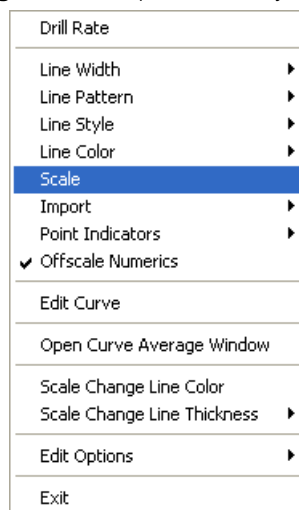 Drill Rate
Line Width
Line Pattern
Line Style
Line Color
Scale
Import
Point Indicators
Offscale Numerics
Edit Curve
Open Curve Average Window
Scale Change Line Color
Scale Change Line Thickness
Edit Options
Exit